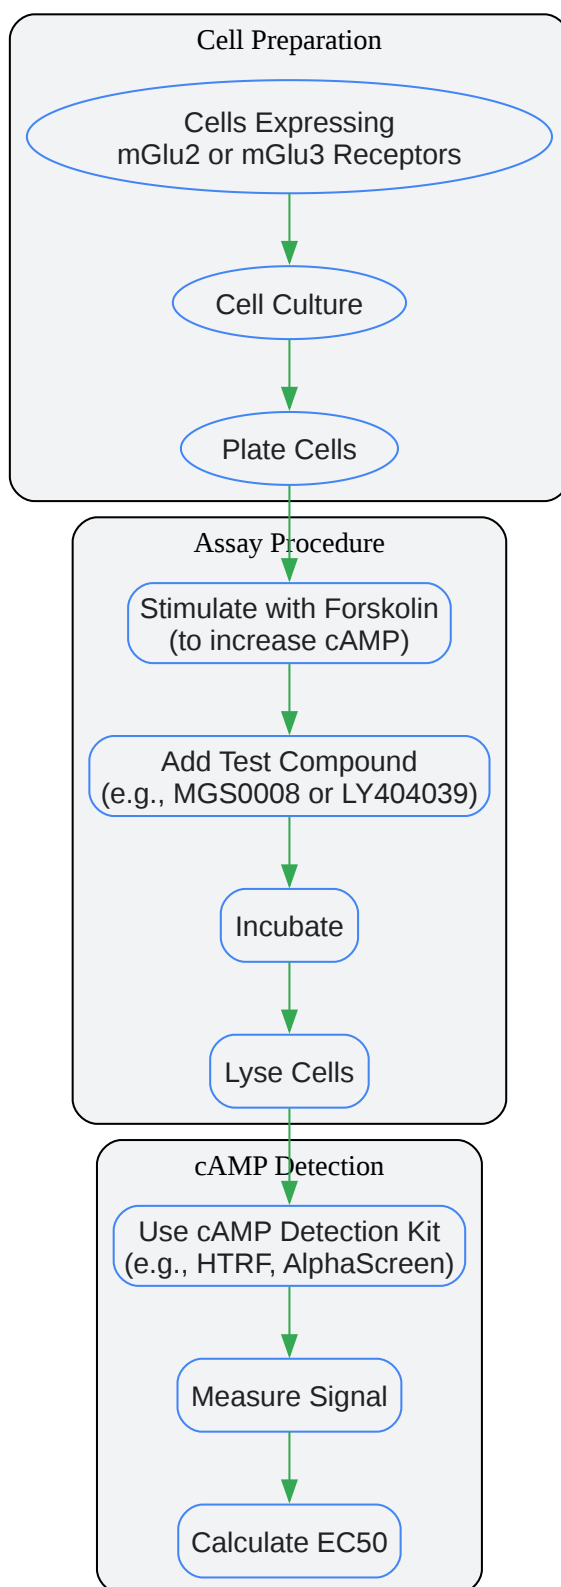 Cell Preparation
Cells Expressing
mGlu2 or mGlu3 Receptors
Cell Culture
Plate Cells
Assay Procedure
Stimulate with Forskolin
(to increase cAMP)
Add Test Compound
(e.g., MGS0008 or LY404039)
Incubate
Lyse Cells
cAMP Detection
Use cAMP Detection Kit
(e.g., HTRF, AlphaScreen)
Measure Signal
Calculate EC50